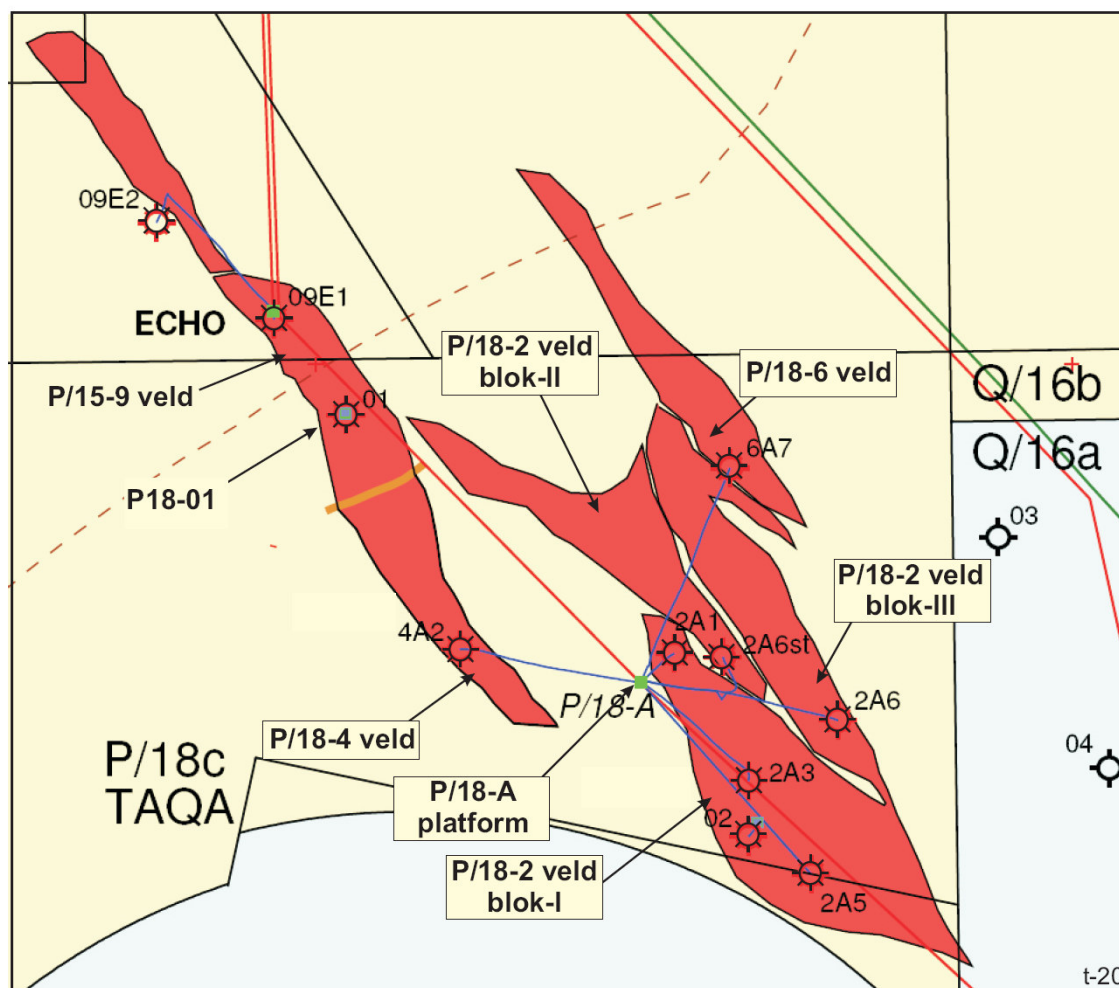 09E2
09E1
ECHO
P/18-2 veld
blok-II
P/18-6 veld
Q/16b
P/15-9 veld
01
Q/16a
6A7
P18-01
03
P/18-2 veld
blok-III
4A2
2A1
2A6st
P/18-A
2A6
P/18-4 veld
P/18c
TAQA
04
2A3
P/18-A
platform
02
P/18-2 veld
blok-I
2A5
t-20